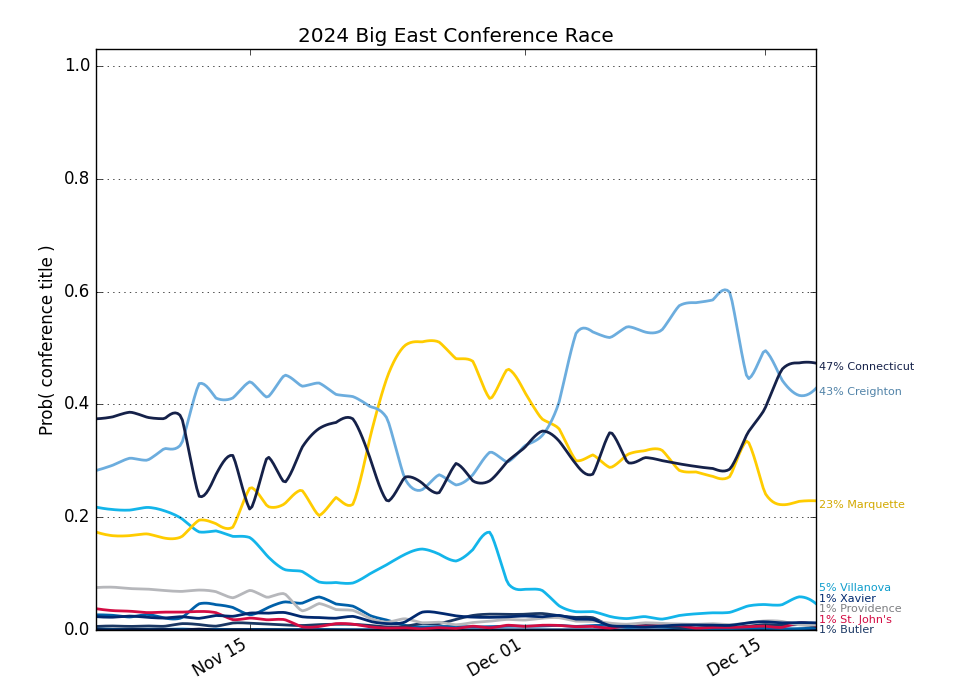 2024 Big East Conference Race
Prob( conference title )
1.0
0.8
0.6
0.4
0.2
0.0
Nov 15
Dec 01
Dec 15
47% Connecticut
43% Creighton
23% Marquette
5% Villanova
1% Xavier
1% Providence
1% St. John's
1% Butler